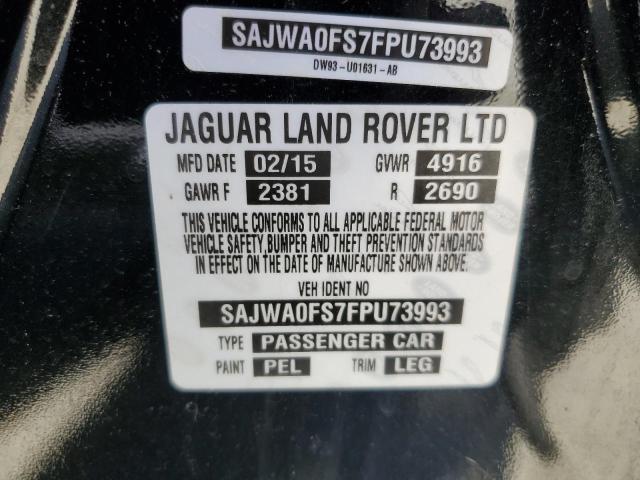 SAJWA0FS7FPU73993
DW93-U01631-AB
JAGUAR LAND ROVER LTD
MFD DATE 02/15 GVWR 4916
GAWR F 2381 R 2690
THIS VEHICLE CONFORMS TO ALL APPLICABLE FEDERAL MOTOR
VEHICLE SAFETY,BUMPER AND THEFT PREVENTION STANDARDS
IN EFFECT ON THE DATE OF MANUFACTURE SHOWN ABOVE.
VEH IDENT NO
SAJWA0FS7FPU73993
TYPE PASSENGER CAR
PAINT PEL TRIM LEG